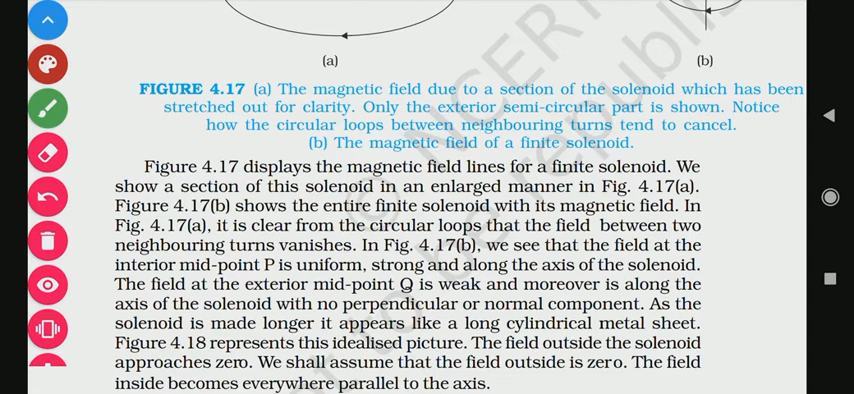 (a)
(b)
FIGURE 4.17 (a) The magnetic field due to a section of the solenoid which has been
stretched out for clarity. Only the exterior semi-circular part is shown. Notice
how the circular loops between neighbouring turns tend to cancel.
(b) The magnetic field of a finite solenoid.
Figure 4.17 displays the magnetic field lines for a finite solenoid. We
show a section of this solenoid in an enlarged manner in Fig. 4.17(a).
Figure 4.17(b) shows the entire finite solenoid with its magnetic field. In
Fig. 4.17(a), it is clear from the circular loops that the field between two
neighbouring turns vanishes. In Fig. 4.17(b), we see that the field at the
interior mid-point P is uniform, strong and along the axis of the solenoid.
The field at the exterior mid-point Q is weak and moreover is along the
axis of the solenoid with no perpendicular or normal component. As the
solenoid is made longer it appears like a long cylindrical metal sheet.
Figure 4.18 represents this idealised picture. The field outside the solenoid
approaches zero. We shall assume that the field outside is zero. The field
inside becomes everywhere parallel to the axis.
© NCERT
be republis